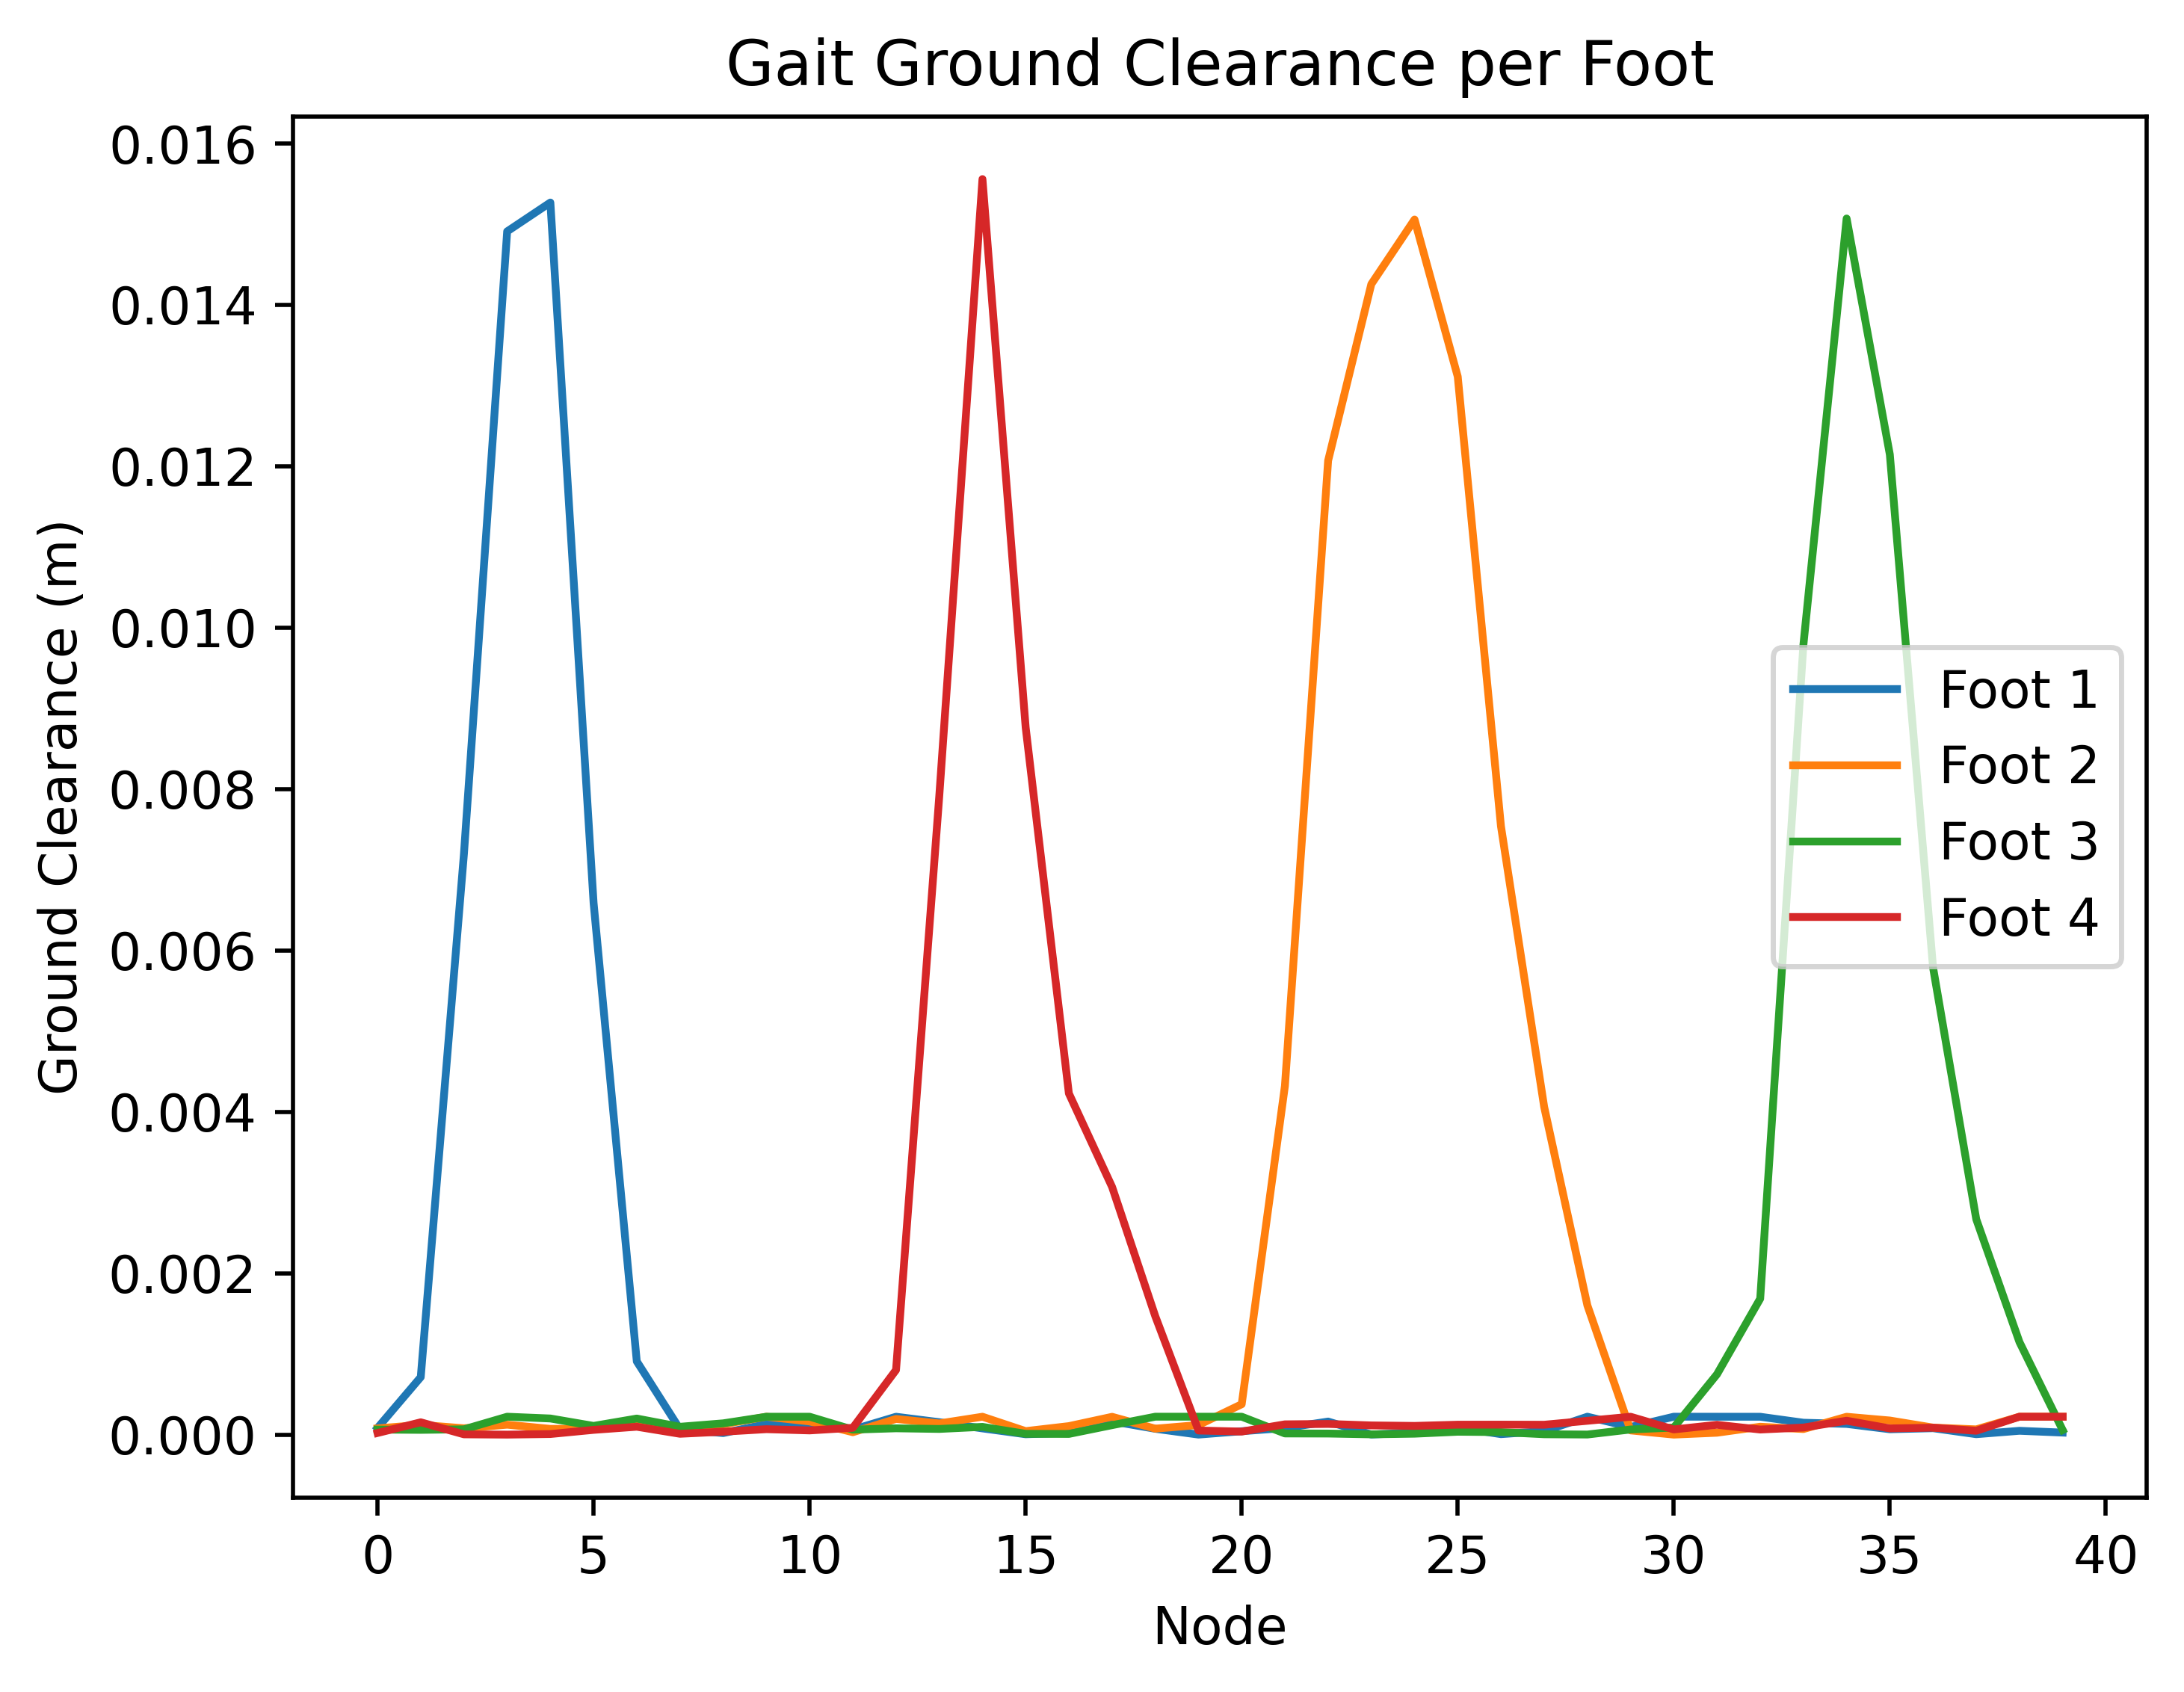 Gait Ground Clearance per Foot
Ground Clearance (m)
0.016
0.014
0.012
0.010
0.008
0.006
0.004
0.002
0.000
Foot 1
Foot 2
Foot 3
Foot 4
0 5 10 15 20 25 30 35 40
Node